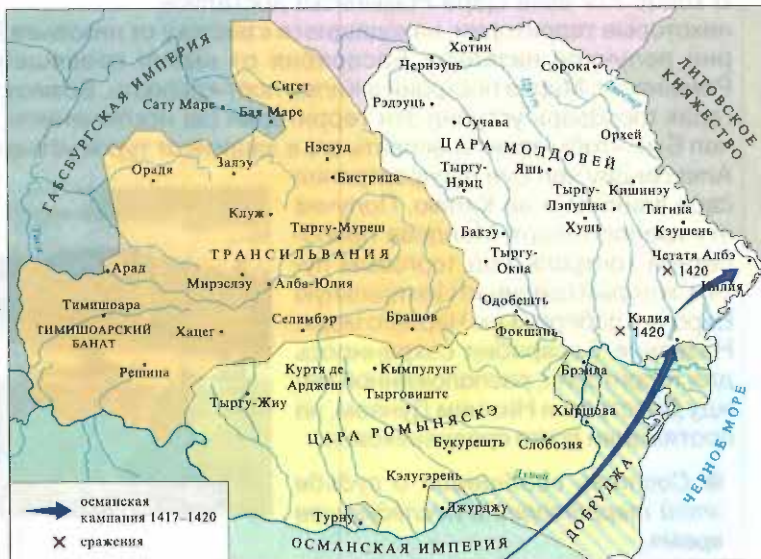 Хотин
Чернэуць
Сорока
Днестр
ЛИТОВСКОЕ КНЯЖЕСТВО
ГАБСБУРГСКАЯ ИМПЕРИЯ
Сигет
Сату Маре
Бая Маре
Рэдэуць
Сучава
Орхей
ЦАРА МОЛДОВЕЙ
Нэсэуд
Залэу
Орадя
Бистрица
Тыргу-
Нямц
Яшь
Тыргу-
Лэпушна
Кишинэу
Тигина
Клуж
Тыргу-Муреш
Бакэу
Хушь
Кэушень
ТРАНСИЛЬВАНИЯ
Тыргу-
Окна
Четатя Албэ
1420
Арад
Мирэслэу
Алба-Юлия
Килия
Тимишоара
Одобешть
Килия
1420
ТИМИШОАРСКИЙ
БАНАТ
Хацег
Селимбэр
Брашов
Фокшань
Решица
Куртя де
Арджеш
Кымпулунг
Брэила
Тыргу-Жиу
Тырговиште
Хыршова
ЦАРА РОМЫНЯСКЭ
Букурешть
Слобозия
ЧЕРНОЕ МОРЕ
Кэлугэрень
Дунэй
ДОБРУДЖА
османская
кампания 1417–1420
Турну
Джурджу
сражения
ОСМАНСКАЯ ИМПЕРИЯ